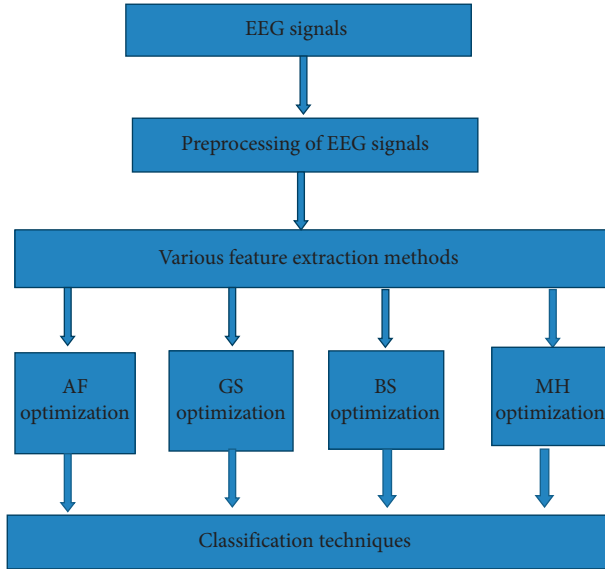 EEG signals
Preprocessing of EEG signals
Various feature extraction methods
AF
optimization
GS
optimization
BS
optimization
MH
optimization
Classification techniques